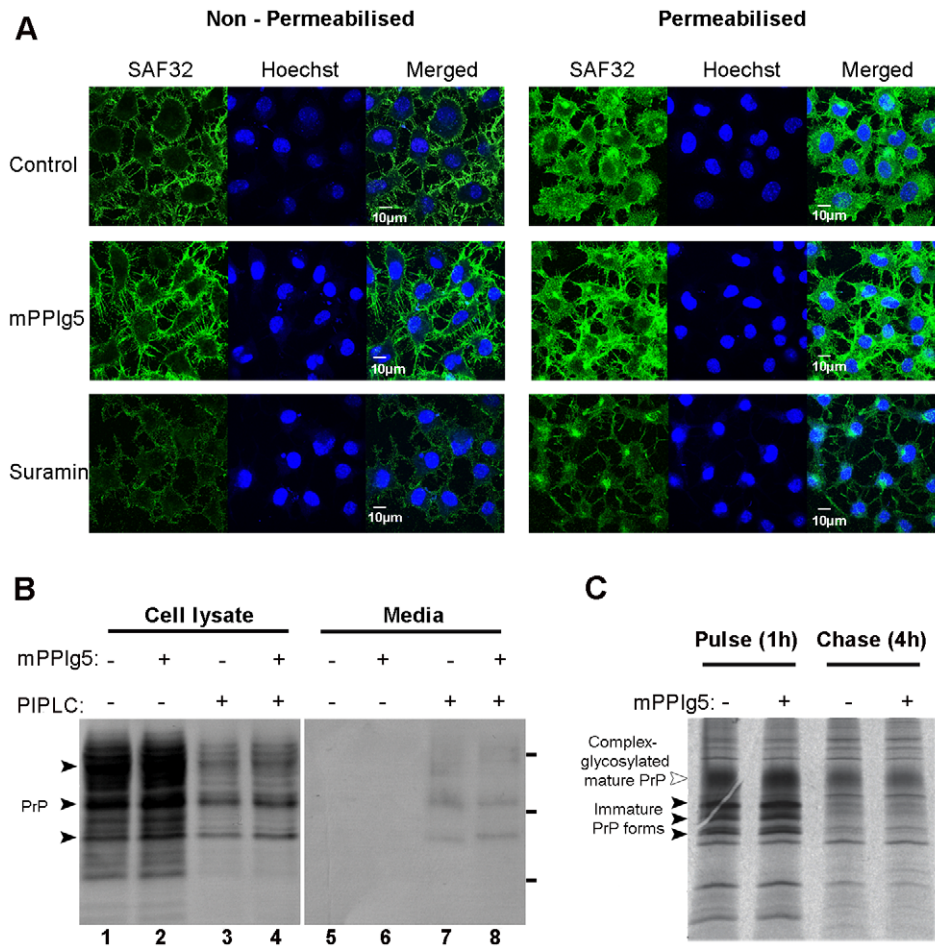 A
Non - Permeabilised
Permeabilised
SAF32 Hoechst Merged SAF32 Hoechst Merged
Control
10µm
10µm
mPPIg5
10µm
10µm
Suramin
10µm
10µm
B
Cell lysate Media
mPPIg5: - + - + - + - +
PIPLC: - - + + - - + +
PrP
1 2 3 4 5 6 7 8
C
Pulse (1h) Chase (4h)
mPPIg5: - + - +
Complex-
glycosylated
mature PrP
Immature
PrP forms